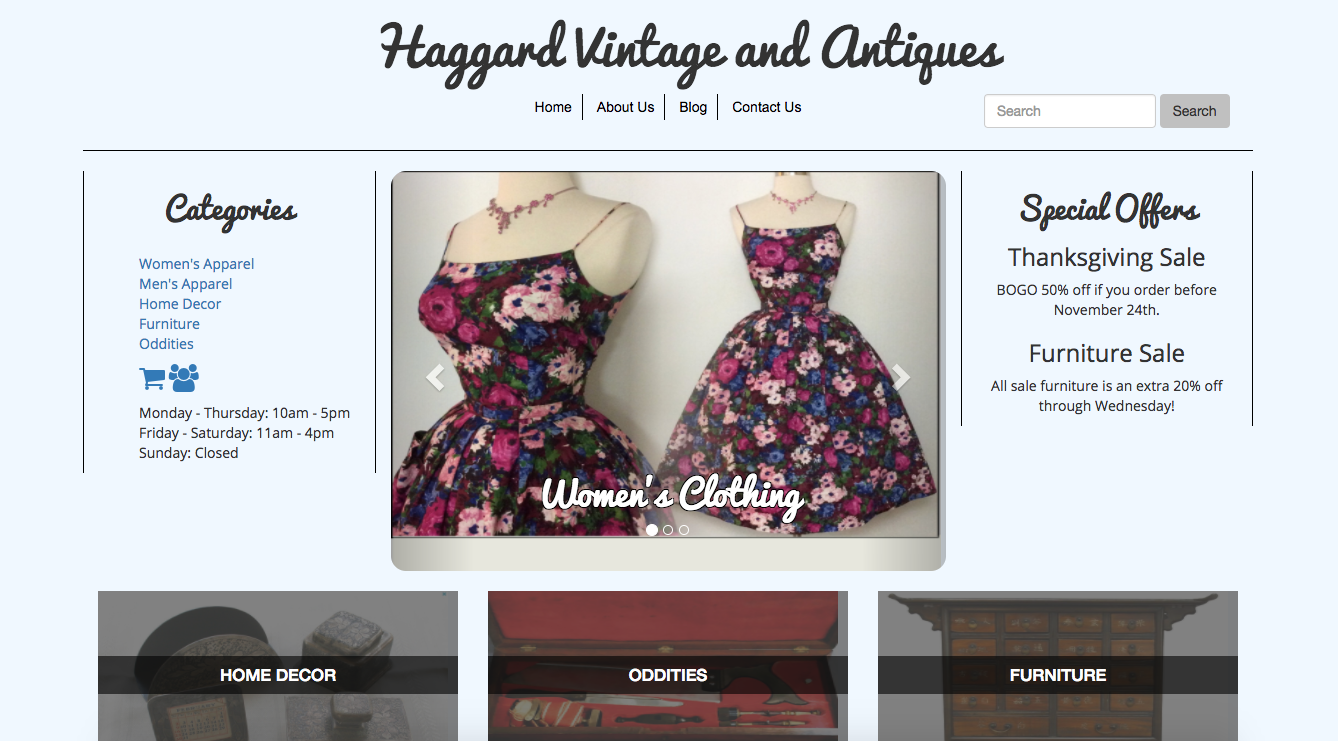 Haggard Vintage and Antiques
Home About Us Blog Contact Us
Search Search
Categories
Women's Apparel
Men's Apparel
Home Decor
Furniture
Oddities
Monday - Thursday: 10am - 5pm
Friday - Saturday: 11am - 4pm
Sunday: Closed
Women's Clothing
Special Offers
Thanksgiving Sale
BOGO 50% off if you order before
November 24th.
Furniture Sale
All sale furniture is an extra 20% off
through Wednesday!
HOME DECOR
ODDITIES
FURNITURE